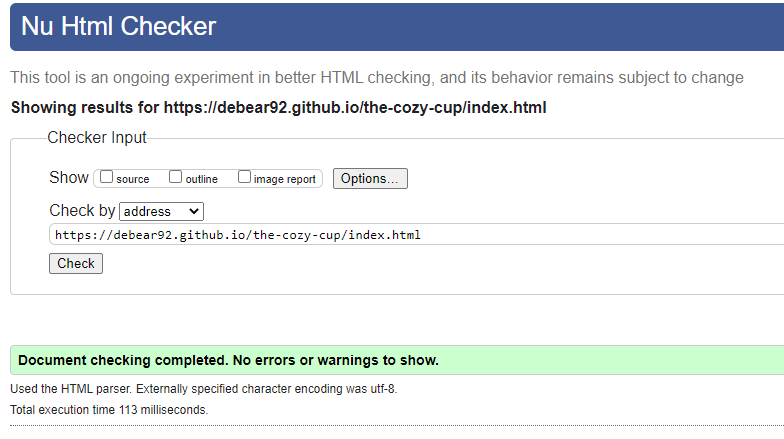 Nu Html Checker
This tool is an ongoing experiment in better HTML checking, and its behavior remains subject to change
Showing results for https://debear92.github.io/the-cozy-cup/index.html
Checker Input
Show source outline image report Options...
Check by address
https://debear92.github.io/the-cozy-cup/index.html
Check
Document checking completed. No errors or warnings to show.
Used the HTML parser. Externally specified character encoding was utf-8.
Total execution time 113 milliseconds.